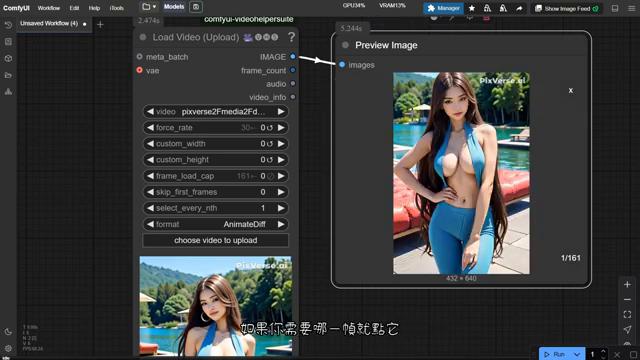 ComfyUI
Workflow
Edit
Help
Models
GPU34%
VRAM13%
Manager
Show Image Feed
Unsaved Workflow (4)
2.474s
comfyui-videohelpersuite
Load Video (Upload)
?
meta_batch
IMAGE
vae
frame_count
audio
video_info
video
pixverse2Fmedia2Fd...
force_rate
30
0
custom_width
0
custom_height
0
frame_load_cap
161
0
skip_first_frames
0
select_every_nth
1
format
AnimateDiff
choose video to upload
PixVerse.ai
5.244s
Preview Image
images
PixVerse.ai
x
1/161
432 × 640
如果你需要哪一幀就點它
Idle
Run
1